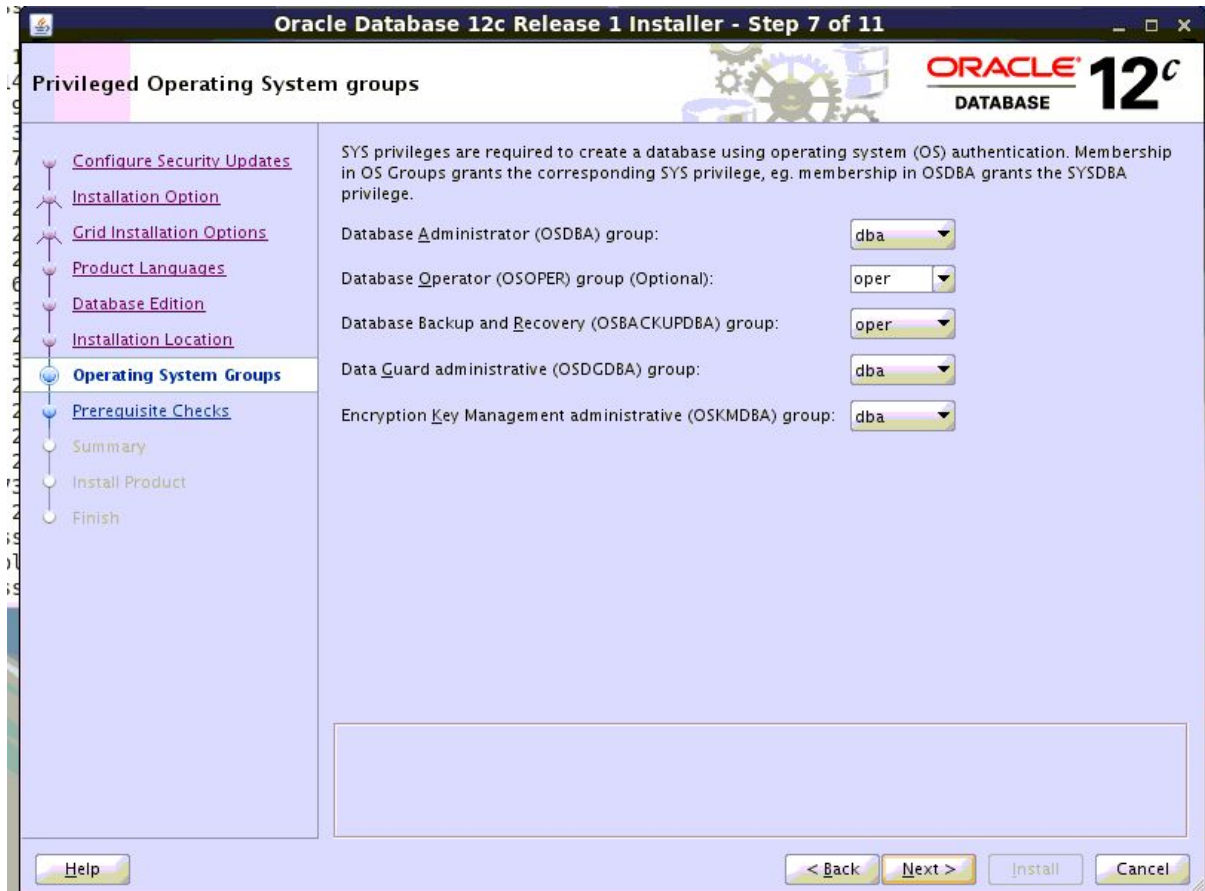 Oracle Database 12c Release 1 Installer - Step 7 of 11
Privileged Operating System groups
ORACLE DATABASE 12c
Configure Security Updates
Installation Option
Grid Installation Options
Product Languages
Database Edition
Installation Location
Operating System Groups
Prerequisite Checks
Summary
Install Product
Finish
SYS privileges are required to create a database using operating system (OS) authentication. Membership
in OS Groups grants the corresponding SYS privilege, eg. membership in OSDBA grants the SYSDBA
privilege.
Database Administrator (OSDBA) group: dba
Database Operator (OSOPER) group (Optional): oper
Database Backup and Recovery (OSBACKUPDBA) group: oper
Data Guard administrative (OSDGDBA) group: dba
Encryption Key Management administrative (OSKMDBA) group: dba
Help < Back Next > Install Cancel